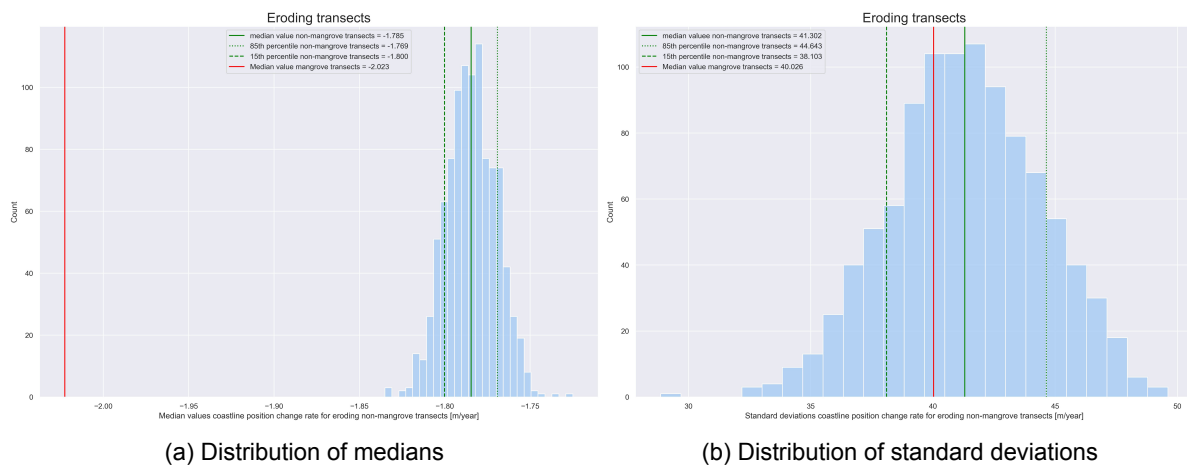 Eroding transects
median value non-mangrove transects = -1.785
85th percentile non-mangrove transects = -1.769
15th percentile non-mangrove transects = -1.800
Median value mangrove transects = -2.023
Count
100
80
60
40
20
0
−2.00
−1.95
−1.90
−1.85
−1.80
−1.75
Median values coastline position change rate for eroding non-mangrove transects [m/year]
(a) Distribution of medians
Eroding transects
median valuee non-mangrove transects = 41.302
85th percentile non-mangrove transects = 44.643
15th percentile non-mangrove transects = 38.103
Median value mangrove transects = 40.026
Count
100
80
60
40
20
0
30
35
40
45
50
Standard deviations coastline position change rate for eroding non-mangrove transects [m/year]
(b) Distribution of standard deviations